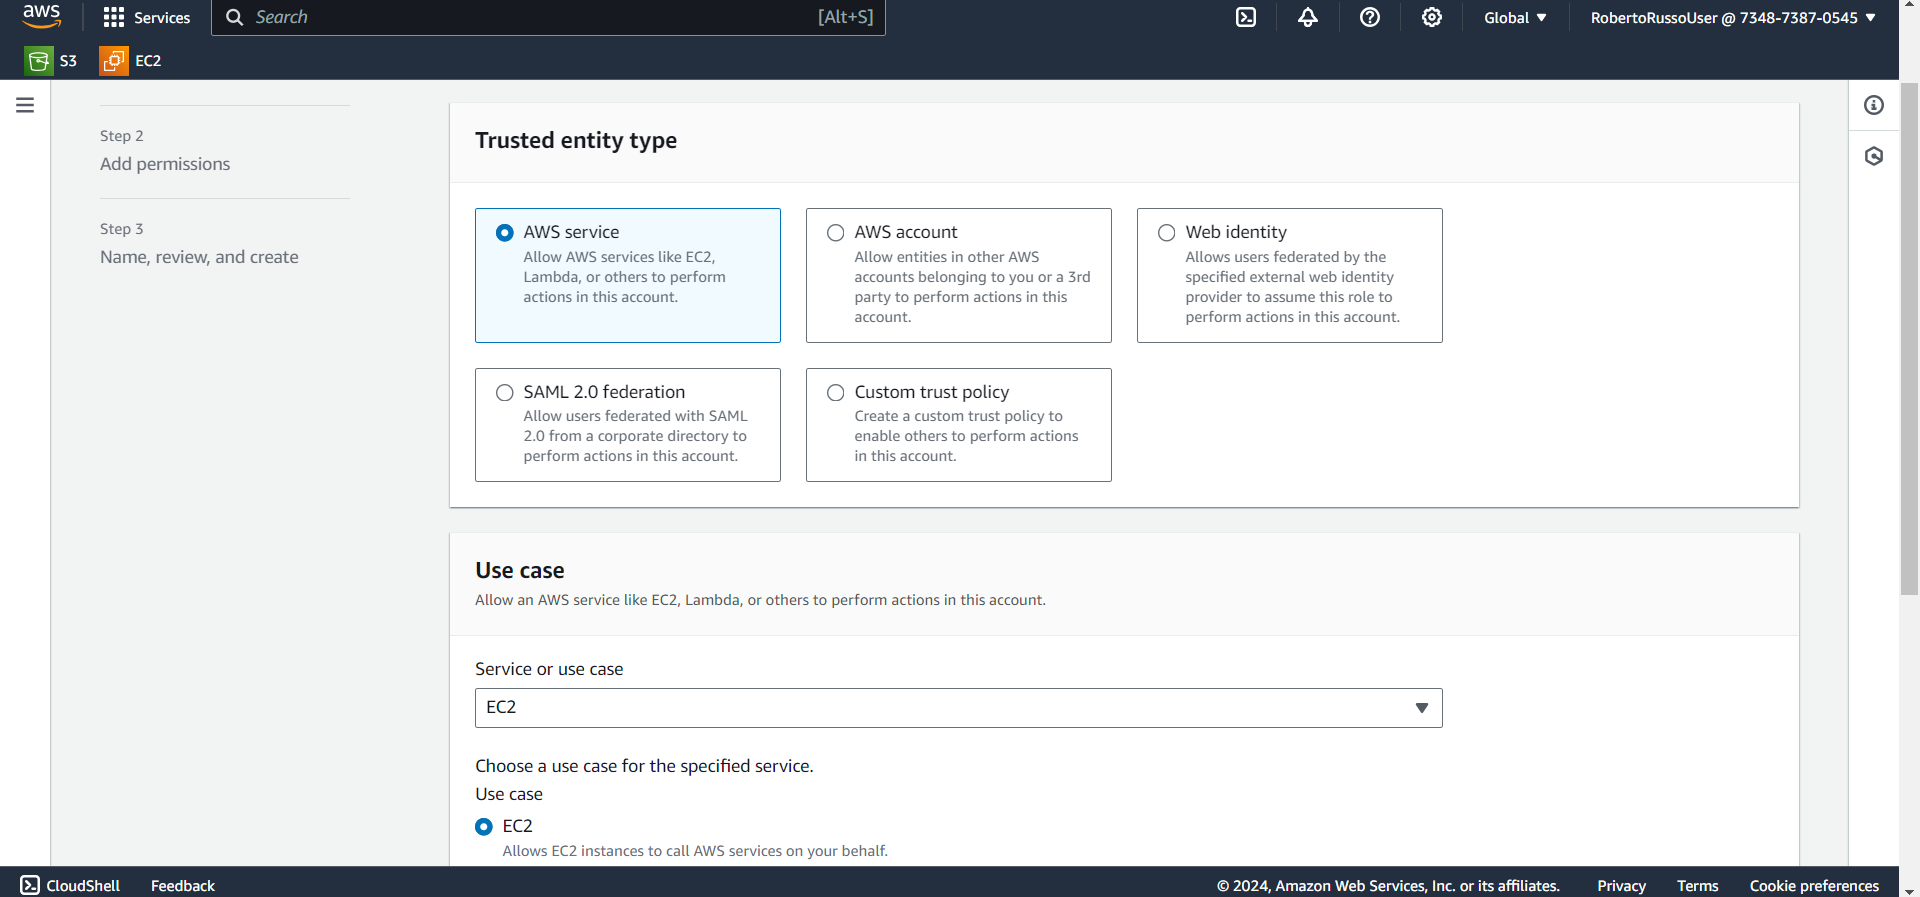 aws
Services
Search
[Alt+S]
Global
RobertoRussoUser @ 7348-7387-0545
S3
EC2
Step 2
Add permissions
Step 3
Name, review, and create
Trusted entity type
AWS service
Allow AWS services like EC2,
Lambda, or others to perform
actions in this account.
AWS account
Allow entities in other AWS
accounts belonging to you or a 3rd
party to perform actions in this
account.
Web identity
Allows users federated by the
specified external web identity
provider to assume this role to
perform actions in this account.
SAML 2.0 federation
Allow users federated with SAML
2.0 from a corporate directory to
perform actions in this account.
Custom trust policy
Create a custom trust policy to
enable others to perform actions
in this account.
Use case
Allow an AWS service like EC2, Lambda, or others to perform actions in this account.
Service or use case
EC2
Choose a use case for the specified service.
Use case
EC2
Allows EC2 instances to call AWS services on your behalf.
CloudShell
Feedback
© 2024, Amazon Web Services, Inc. or its affiliates.
Privacy
Terms
Cookie preferences